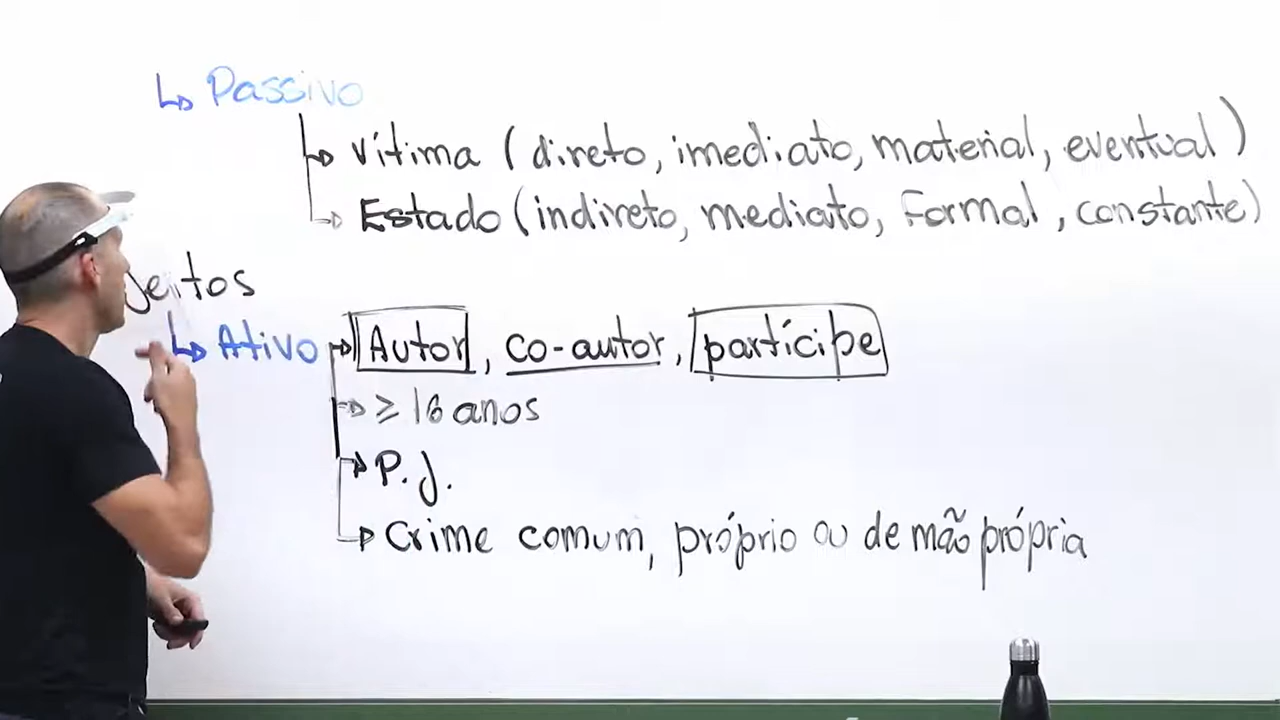 Passivo
Vítima (direto, imediato, material, eventual)
Estado (indireto, mediato, Formal, constante)
jeitos
Ativo → Autor, co-autor, partícipe
≥ 16 anos
P.J.
Crime comum, próprio ou de mão própria